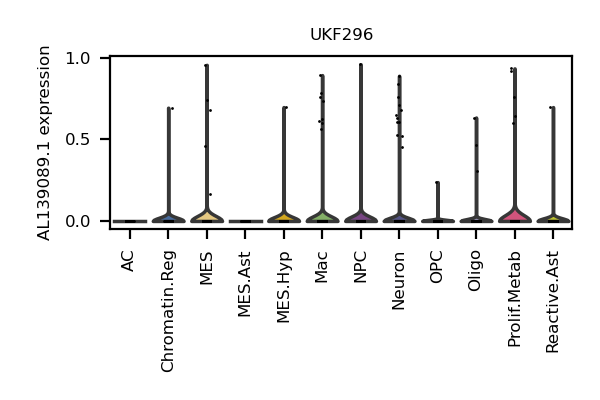 UKF296
AL139089.1 expression
1.0
0.5
0.0
AC
Chromatin.Reg
MES
MES.Ast
MES.Hyp
Mac
NPC
Neuron
OPC
Oligo
Prolif.Metab
Reactive.Ast